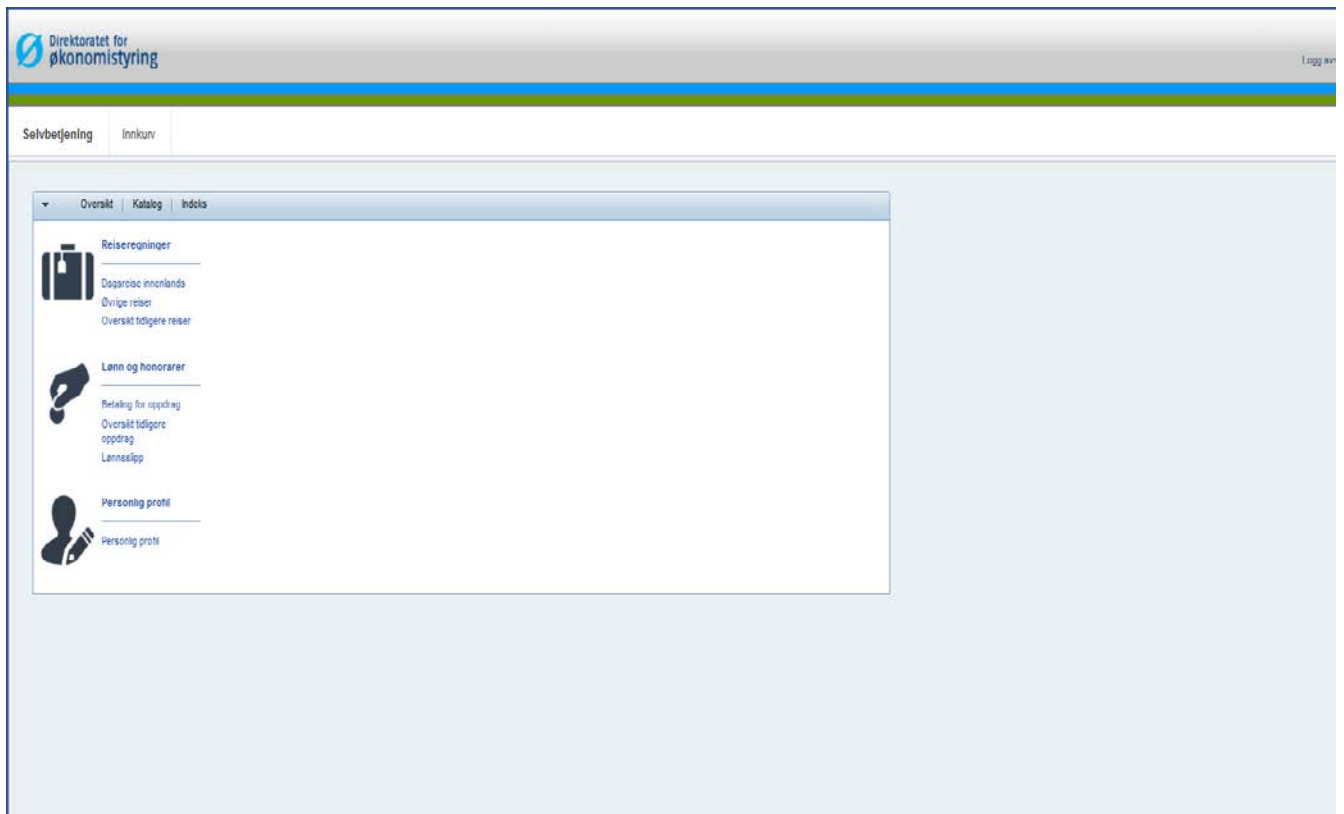 Direktoratet for
økonomistyring
Logg av
Selvbetjening
Innkurv
Oversikt | Katalog | Indeks
Reiseregninger
Dagsreise innenlands
Øvrige reiser
Oversikt tidligere reiser
Lønn og honorarer
Betaling for oppdrag
Oversikt tidligere
oppdrag
Lønnsslipp
Personlig profil
Personlig profil